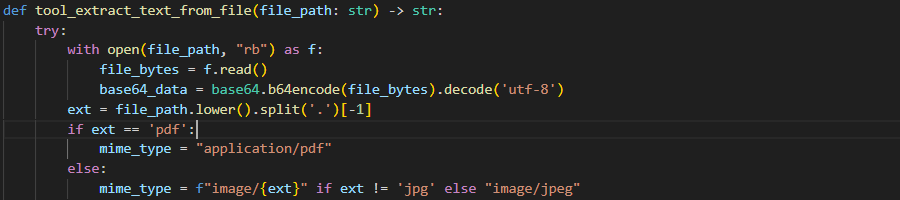 def tool_extract_text_from_file(file_path: str) -> str:
    try:
        with open(file_path, "rb") as f:
            file_bytes = f.read()
            base64_data = base64.b64encode(file_bytes).decode('utf-8')
        ext = file_path.lower().split('.')[-1]
        if ext == 'pdf':
            mime_type = "application/pdf"
        else:
            mime_type = f"image/{ext}" if ext != 'jpg' else "image/jpeg"